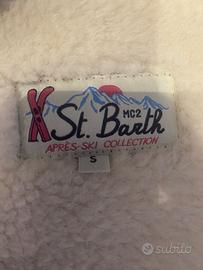 MC2
St. Barth
APRÈS-SKI COLLECTION
S
subito